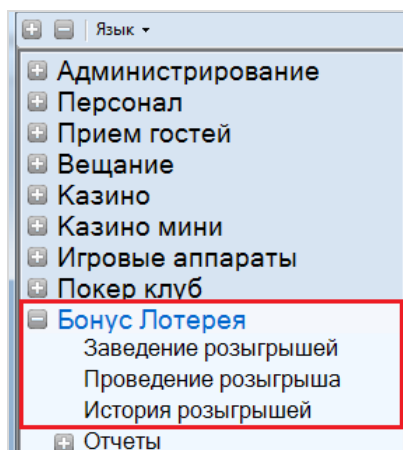 Язык
Администрирование
Персонал
Прием гостей
Вещание
Казино
Казино мини
Игровые аппараты
Покер клуб
Бонус Лотерея
Заведение розыгрышей
Проведение розыгрыша
История розыгрышей
Отчеты